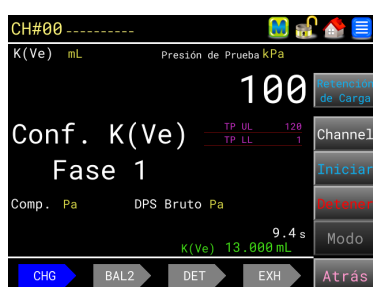 CH#00----------
M
K(Ve) mL
Presión de Prueba kPa
100
Retención
de Carga
TP UL 120
TP LL 1
Conf. K(Ve)
Fase 1
Channel
Iniciar
Comp. Pa
DPS Bruto Pa
Detener
9.4 s
K(Ve) 13.000 mL
Modo
CHG
BAL2
DET
EXH
Atrás